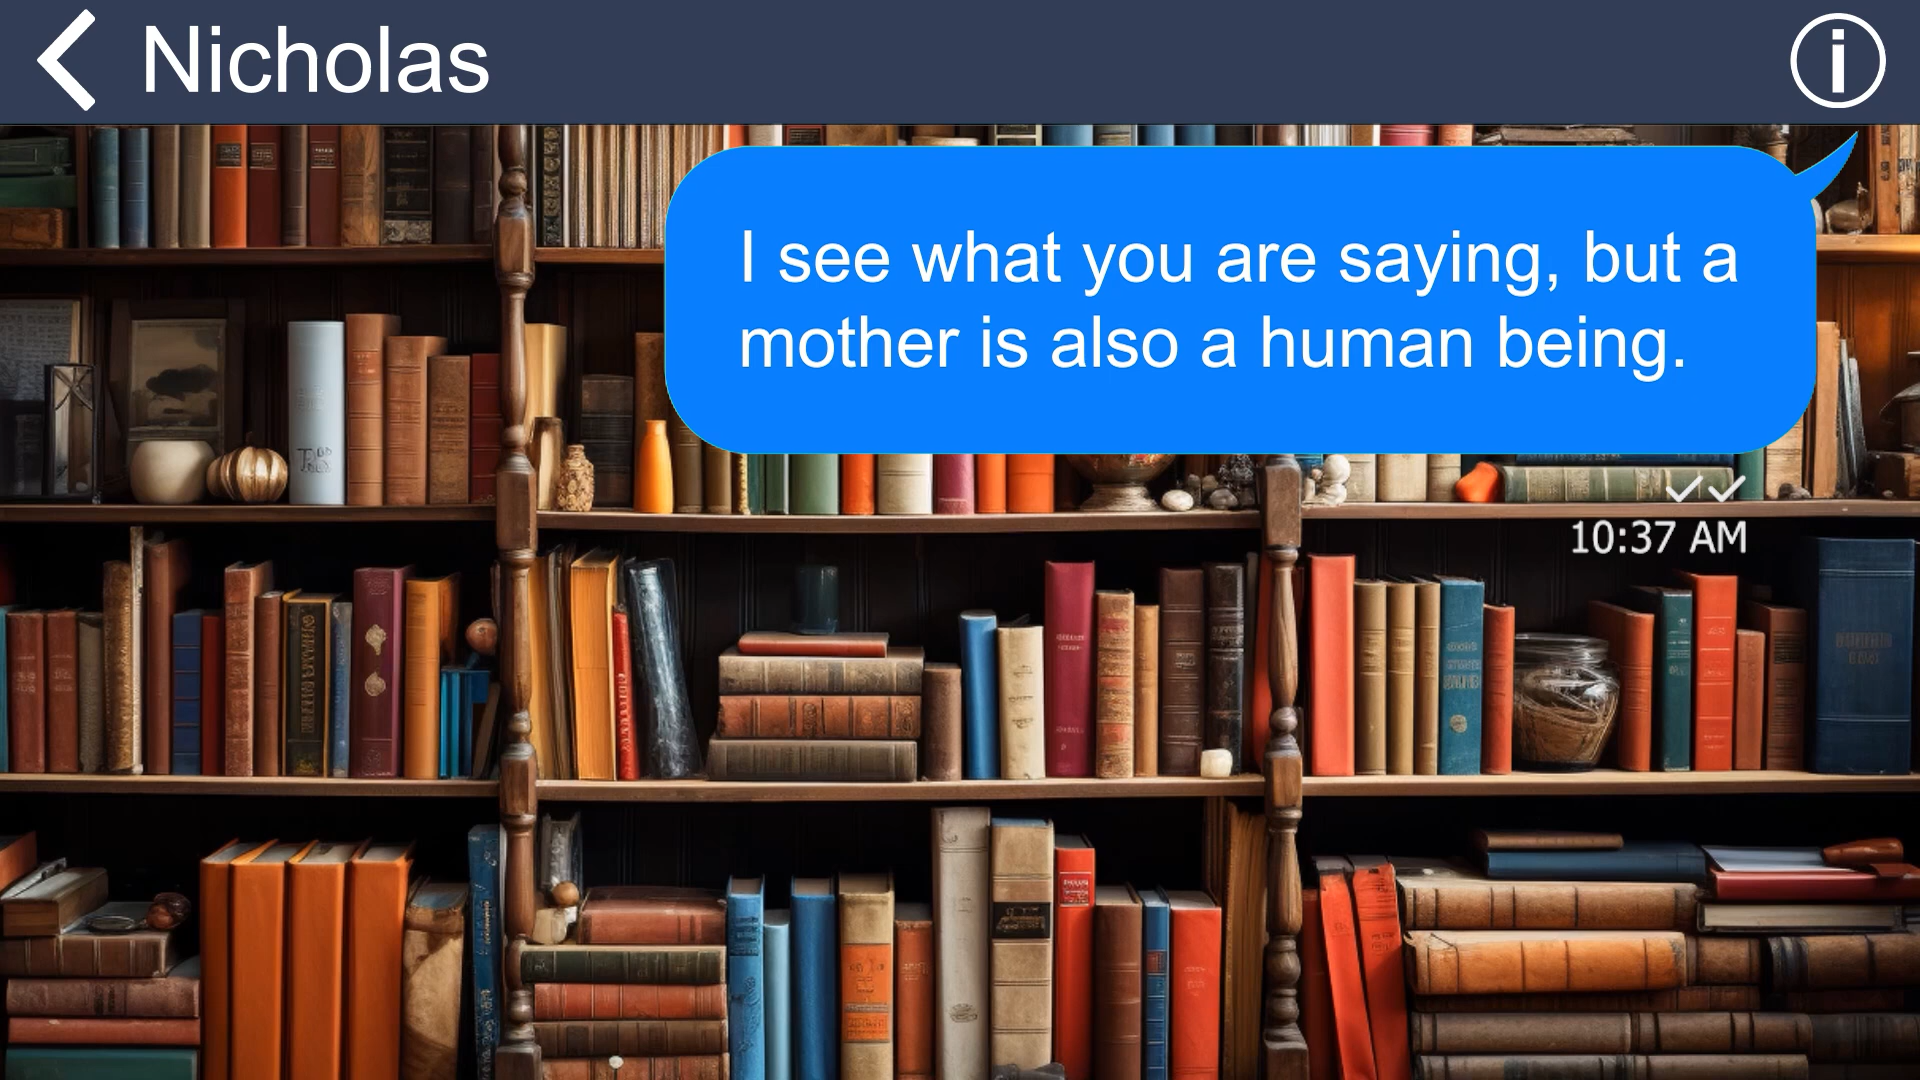 Nicholas
I see what you are saying, but a
mother is also a human being.
10:37 AM